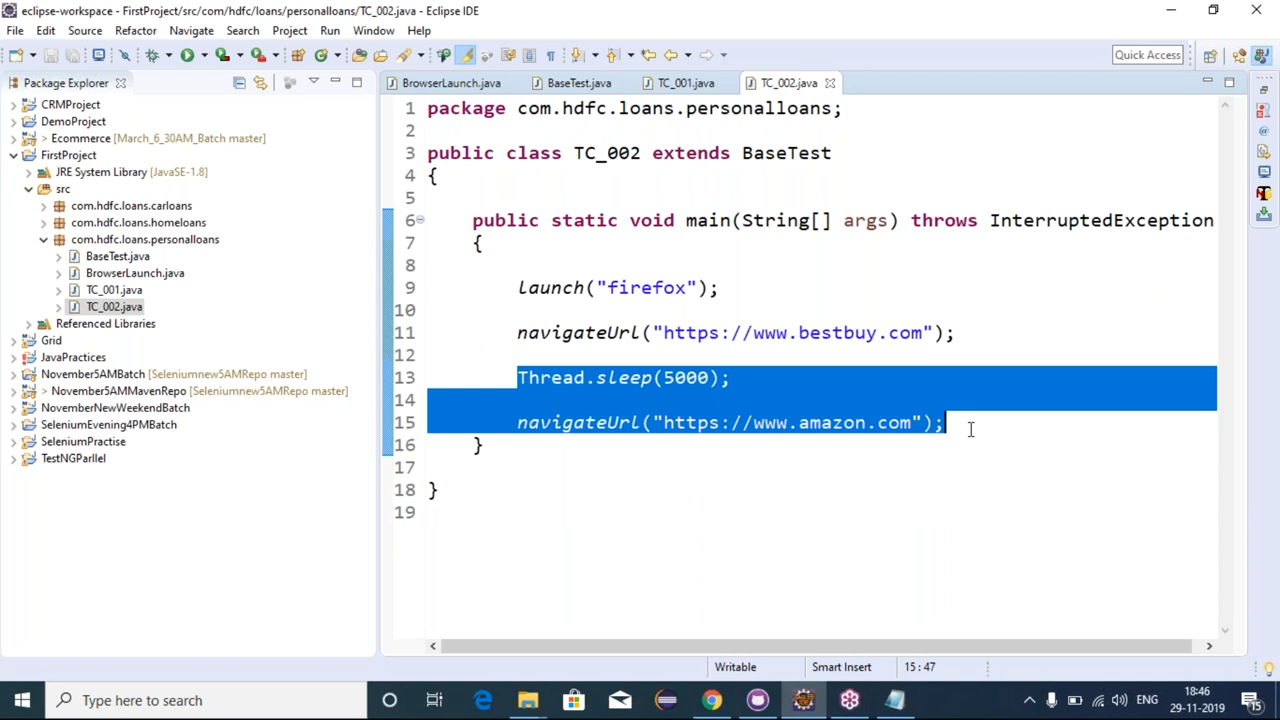 eclipse-workspace - FirstProject/src/com/hdfc/loans/personalloans/TC_002.java - Eclipse IDE
File Edit Source Refactor Navigate Search Project Run Window Help
Quick Access
Package Explorer
BrowserLaunch.java BaseTest.java TC_001.java TC_002.java
CRMProject
DemoProject
> Ecommerce [March_6_30AM_Batch master]
FirstProject
JRE System Library [JavaSE-1.8]
src
com.hdfc.loans.carloans
com.hdfc.loans.homeloans
com.hdfc.loans.personalloans
BaseTest.java
BrowserLaunch.java
TC_001.java
TC_002.java
Referenced Libraries
Grid
JavaPractices
November5AMBatch [Seleniumnew5AMRepo master]
> November5AMMavenRepo [Seleniumnew5AMRepo master]
NovemberNewWeekendBatch
SeleniumEvening4PMBatch
SeleniumPractise
TestNGParllel
1 package com.hdfc.loans.personalloans;
2
3 public class TC_002 extends BaseTest
4 {
5
6 public static void main(String[] args) throws InterruptedException
7 {
8
9 launch("firefox");
10
11 navigateUrl("https://www.bestbuy.com");
12
13 Thread.sleep(5000);
14
15 navigateUrl("https://www.amazon.com");
16 }
17
18 }
19
Writable Smart Insert 15 : 47
Type here to search
ENG
18:46
29-11-2019
15